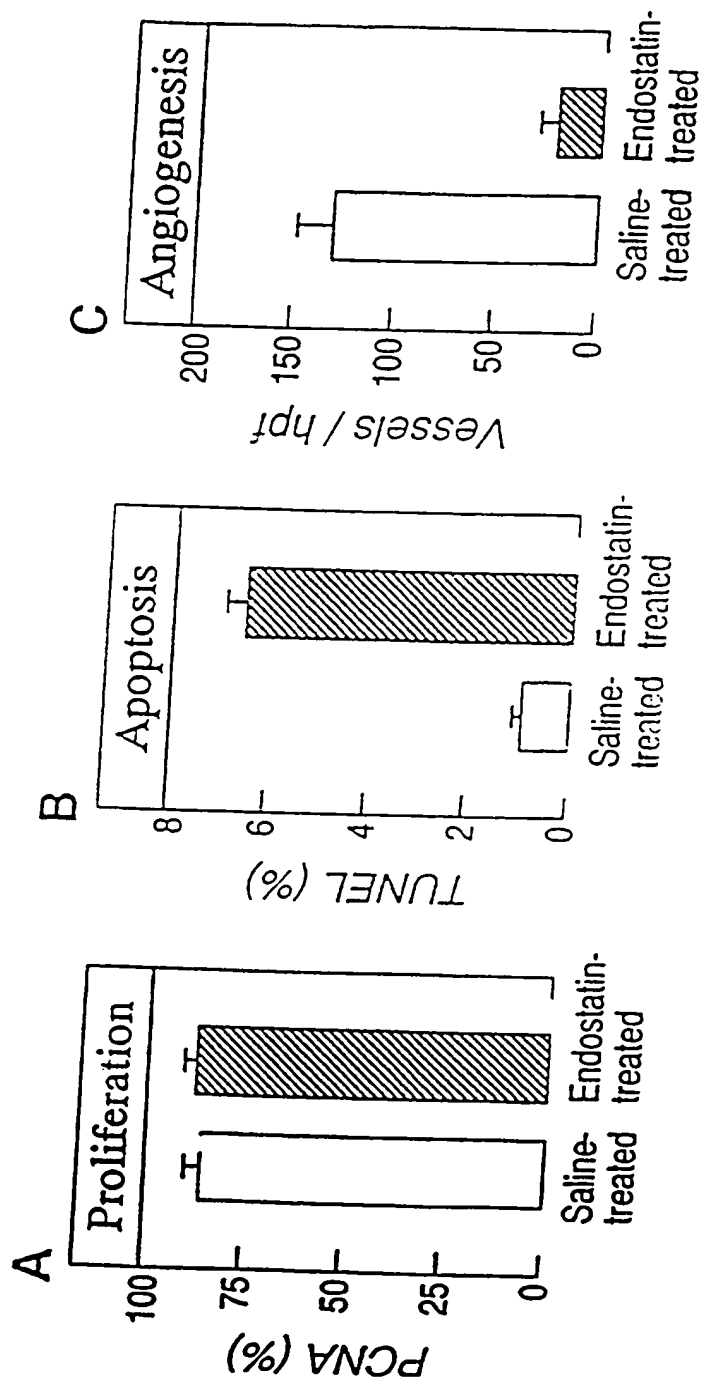 A
Proliferation
PCNA (%)
100
75
50
25
0
Saline-
treated
Endostatin-
treated
B
Apoptosis
TUNEL (%)
8
6
4
2
0
Saline-
treated
Endostatin-
treated
C
Angiogenesis
Vessels / hpf
200
150
100
50
0
Saline-
treated
Endostatin-
treated